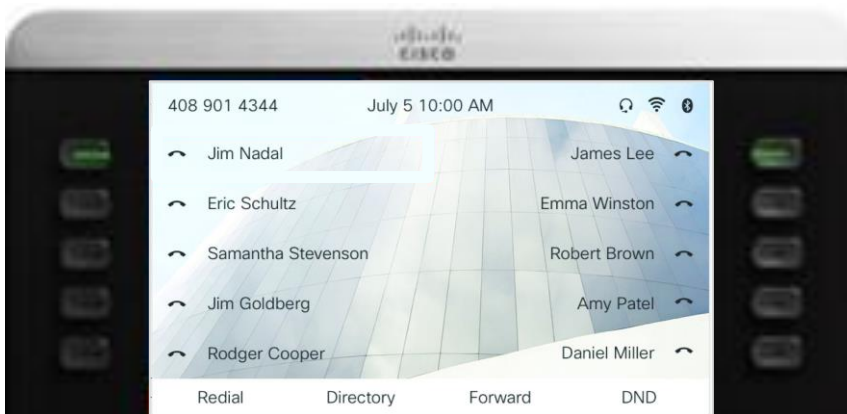 CISCO
408 901 4344 July 5 10:00 AM
Jim Nadal James Lee
Eric Schultz Emma Winston
Samantha Stevenson Robert Brown
Jim Goldberg Amy Patel
Rodger Cooper Daniel Miller
Redial Directory Forward DND